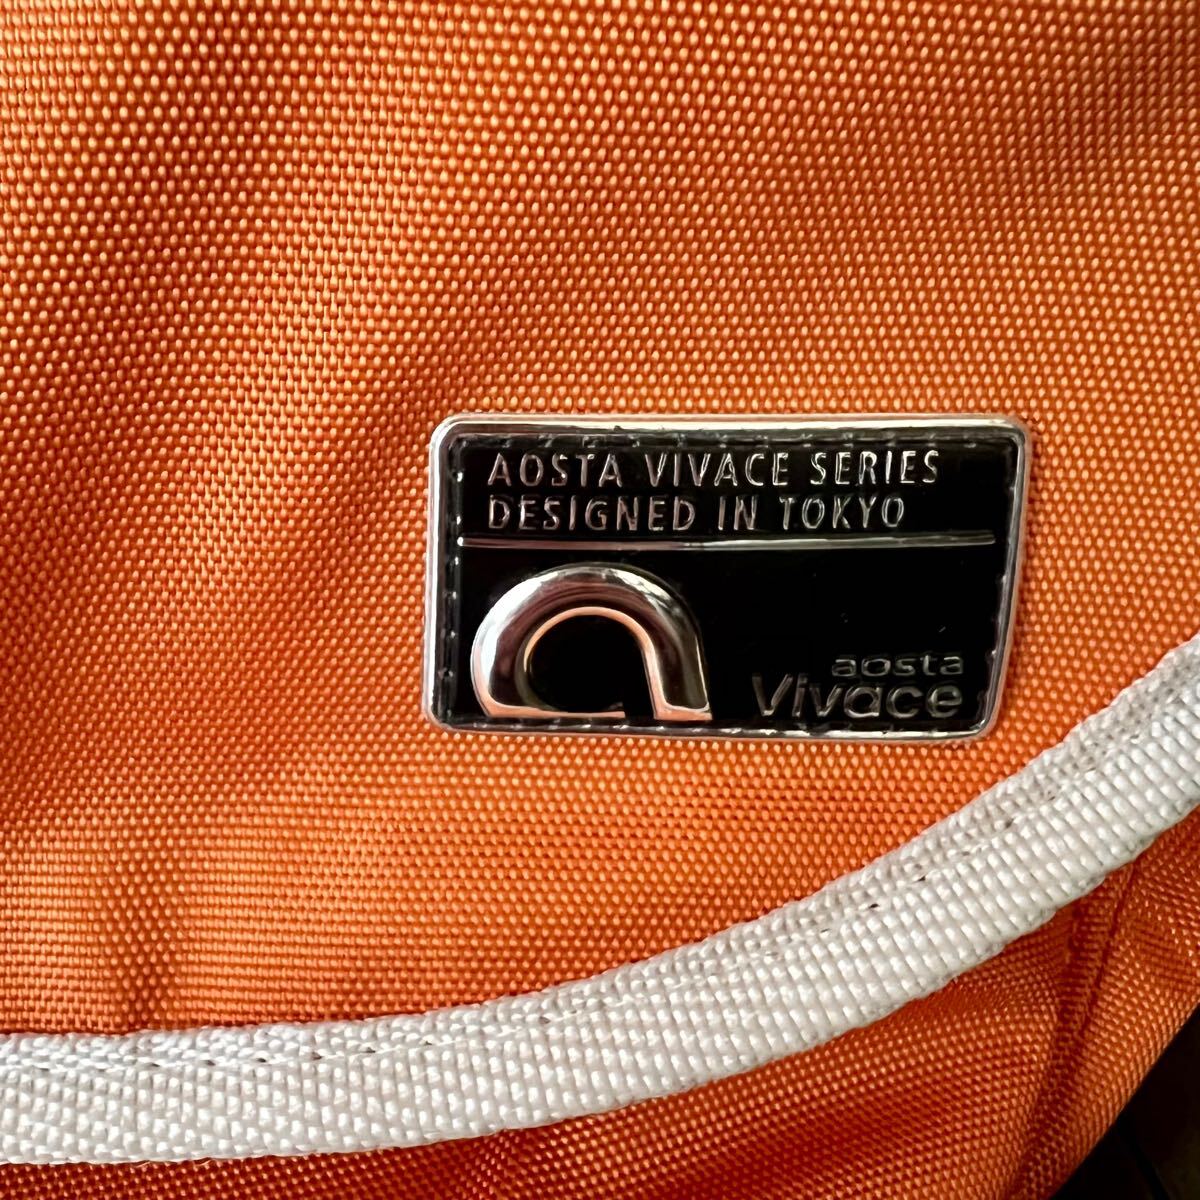 AOSTA VIVACE SERIES
DESIGNED IN TOKYO
aosta
Vivace